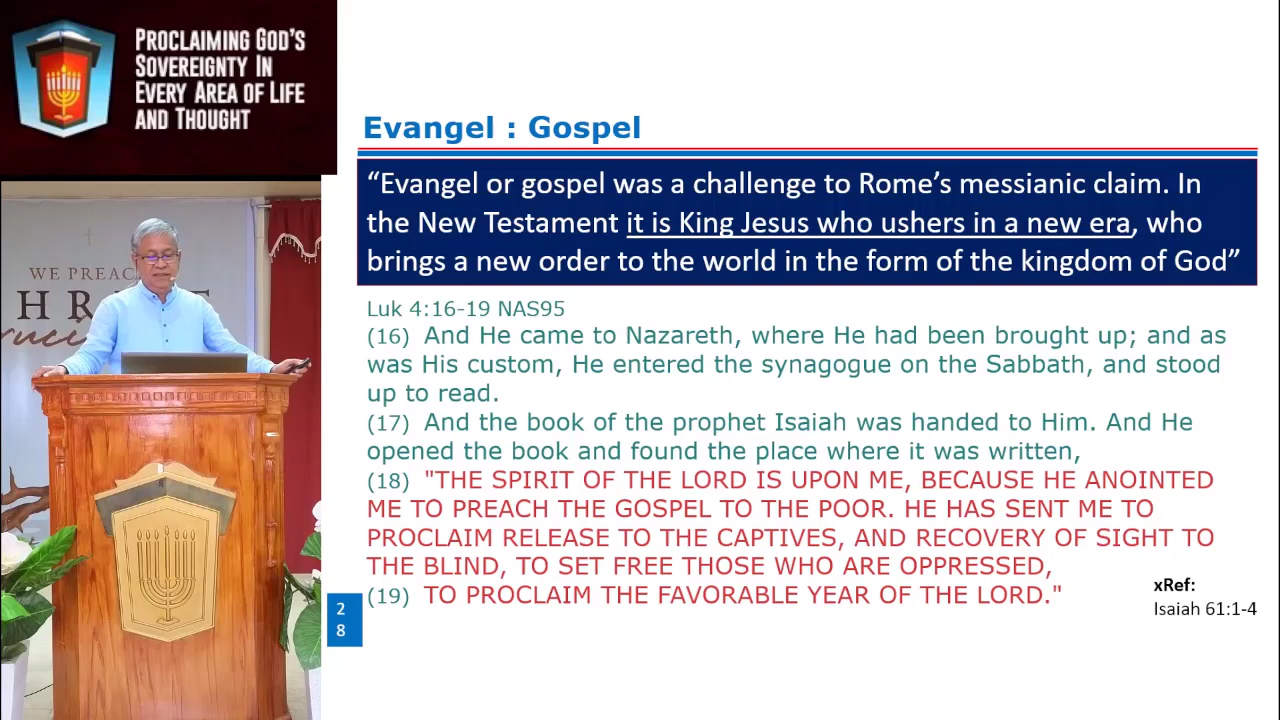 PROCLAIMING GOD'S
SOVEREIGNTY IN
EVERY AREA OF LIFE
AND THOUGHT
WE PREAC
Evangel : Gospel
“Evangel or gospel was a challenge to Rome’s messianic claim. In
the New Testament it is King Jesus who ushers in a new era, who
brings a new order to the world in the form of the kingdom of God”
Luk 4:16-19 NAS95
(16) And He came to Nazareth, where He had been brought up; and as
was His custom, He entered the synagogue on the Sabbath, and stood
up to read.
(17) And the book of the prophet Isaiah was handed to Him. And He
opened the book and found the place where it was written,
(18) "THE SPIRIT OF THE LORD IS UPON ME, BECAUSE HE ANOINTED
ME TO PREACH THE GOSPEL TO THE POOR. HE HAS SENT ME TO
PROCLAIM RELEASE TO THE CAPTIVES, AND RECOVERY OF SIGHT TO
THE BLIND, TO SET FREE THOSE WHO ARE OPPRESSED,
(19) TO PROCLAIM THE FAVORABLE YEAR OF THE LORD."
xRef:
Isaiah 61:1-4
2
8